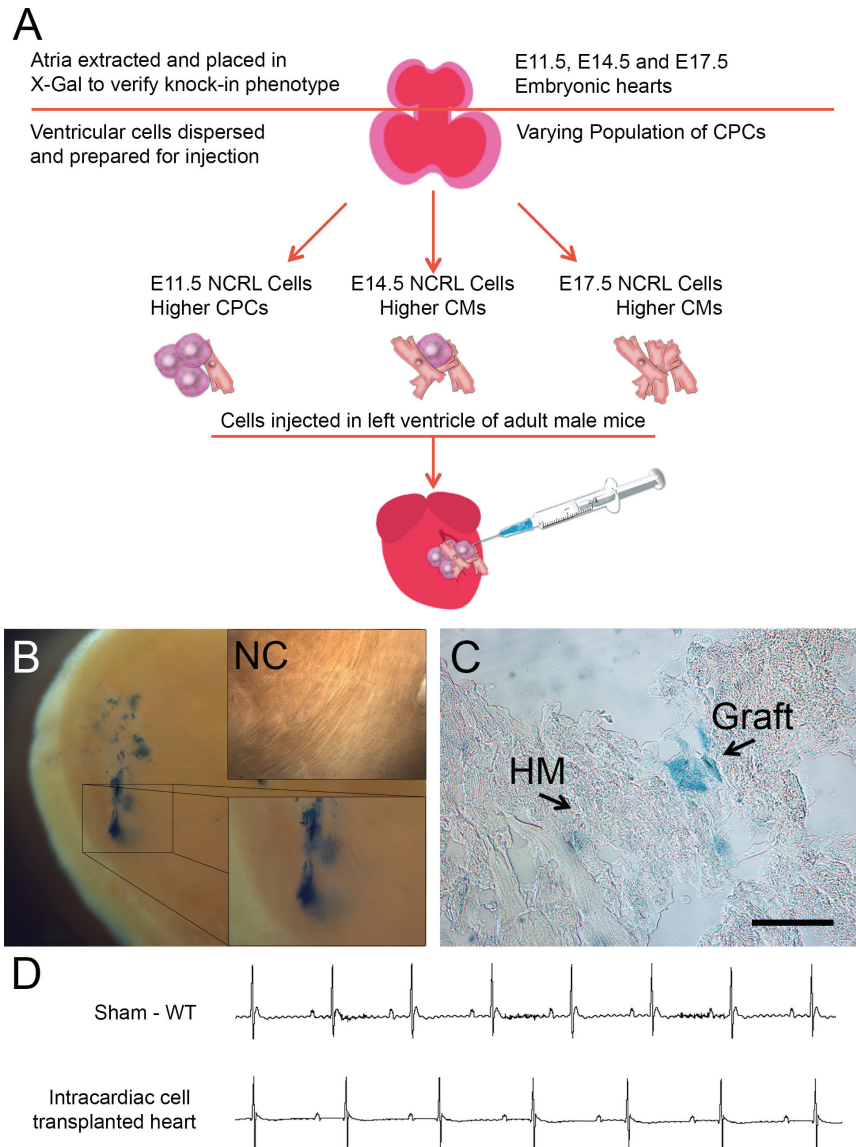 A
Atria extracted and placed in
X-Gal to verify knock-in phenotype
E11.5, E14.5 and E17.5
Embryonic hearts
Ventricular cells dispersed
and prepared for injection
Varying Population of CPCs
E11.5 NCRL Cells
Higher CPCs
E14.5 NCRL Cells
Higher CMs
E17.5 NCRL Cells
Higher CMs
Cells injected in left ventricle of adult male mice
B
NC
C
Graft
HM
D
Sham - WT
Intracardiac cell
transplanted heart